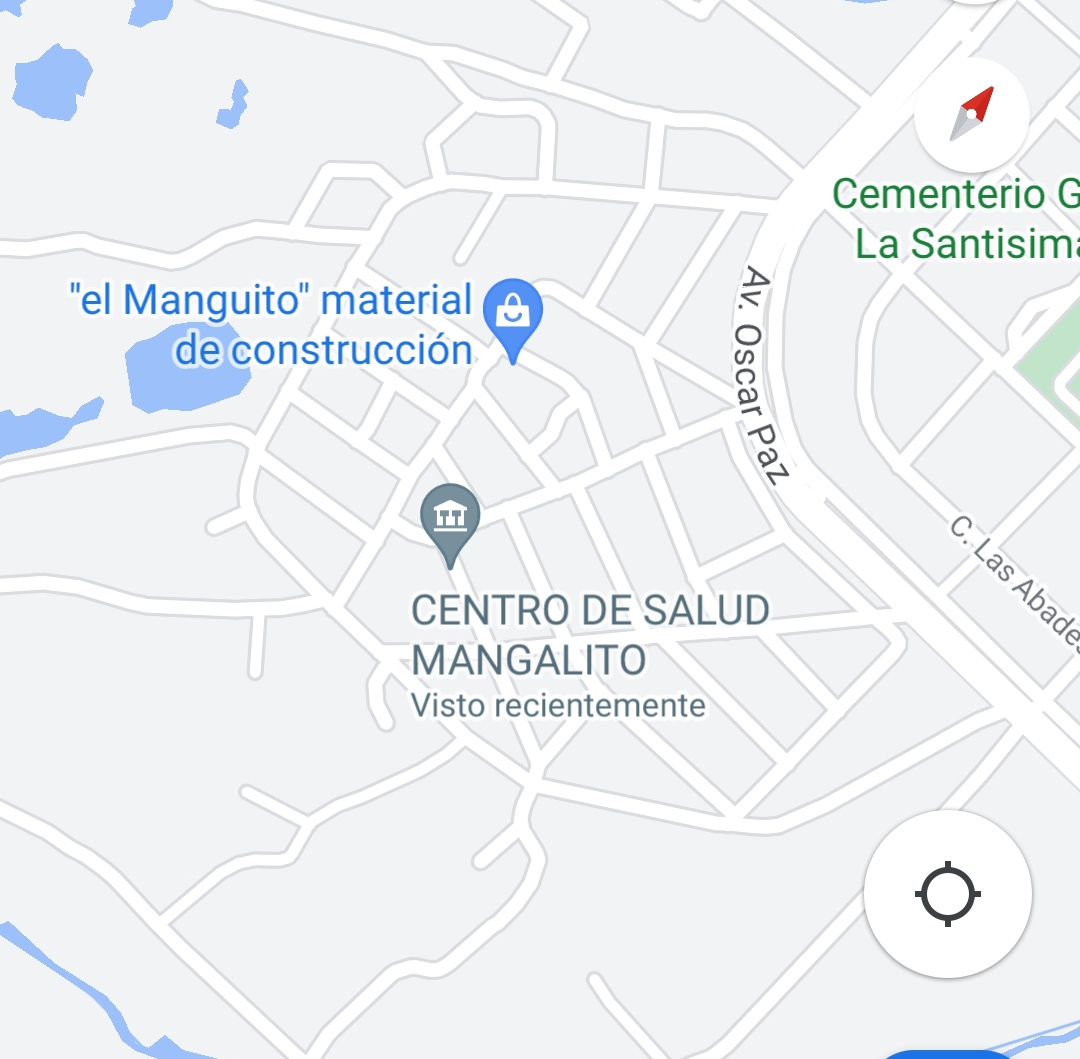 Cementerio G
La Santisima
"el Manguito" material
de construcción
Av. Oscar Paz
C. Las Abades
CENTRO DE SALUD
MANGALITO
Visto recientemente